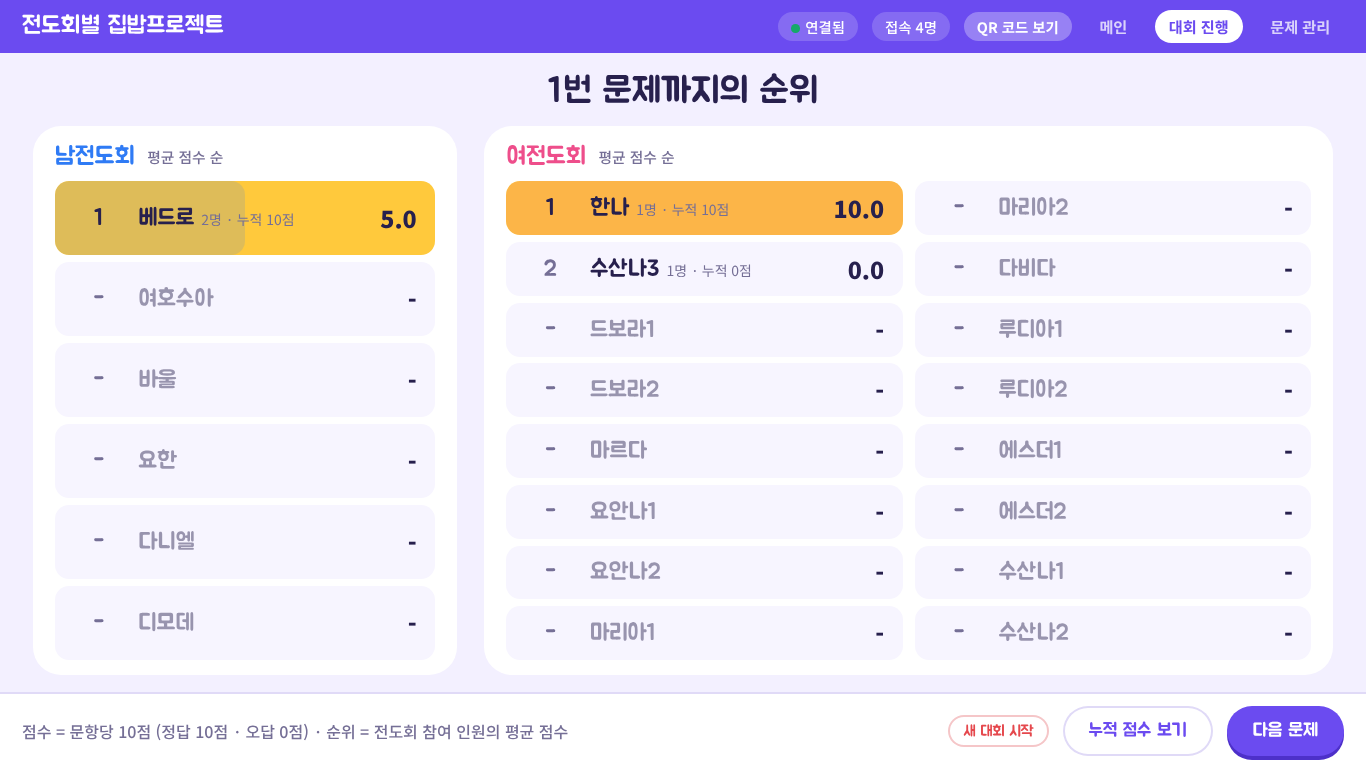 전도회별 집밥프로젝트
연결됨
접속 4명
QR 코드 보기
메인
대회 진행
문제 관리
1번 문제까지의 순위
남전도회 평균 점수 순
1 베드로 2명 · 누적 10점 5.0
- 여호수아 -
- 바울 -
- 요한 -
- 다니엘 -
- 디모데 -
여전도회 평균 점수 순
1 한나 1명 · 누적 10점 10.0
2 수산나3 1명 · 누적 0점 0.0
- 드보라1 -
- 드보라2 -
- 마르다 -
- 요안나1 -
- 요안나2 -
- 마리아1 -
- 마리아2 -
- 다비다 -
- 루디아1 -
- 루디아2 -
- 에스더1 -
- 에스더2 -
- 수산나1 -
- 수산나2 -
점수 = 문항당 10점 (정답 10점 · 오답 0점) · 순위 = 전도회 참여 인원의 평균 점수
새 대회 시작
누적 점수 보기
다음 문제